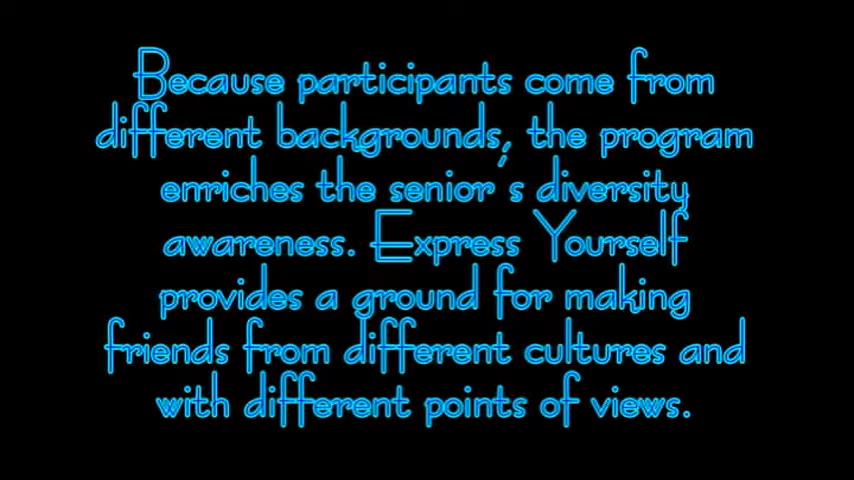 Because participants come from
different backgrounds, the program
enriches the senior's diversity
awareness. Express Yourself
provides a ground for making
friends from different cultures and
with different points of views.